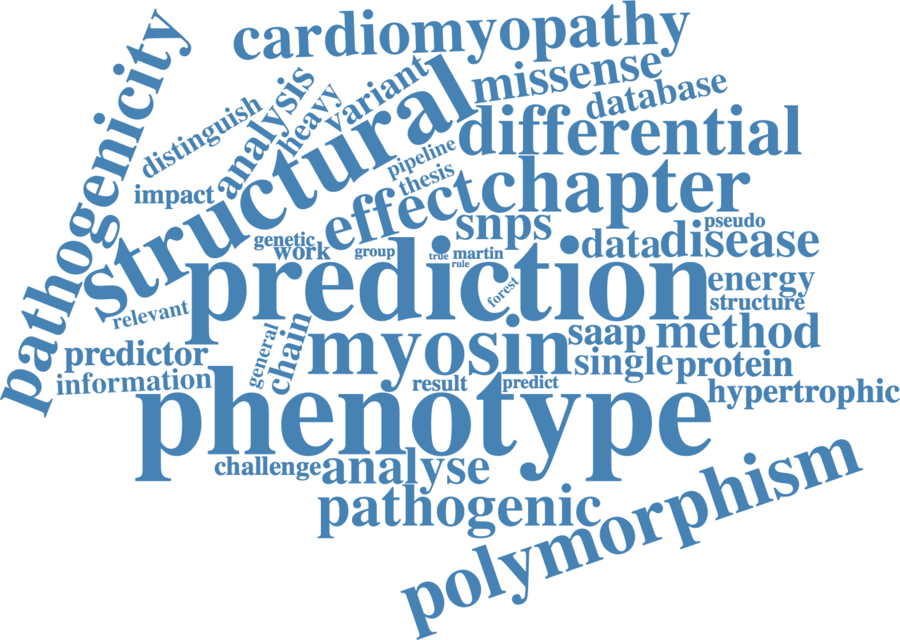 cardiomyopathy
pathogenicity
structural
missense
database
variant
heavy
analysis
distinguish
differential
pipeline
thesis
impact
effect
chapter
snps
pseudo
genetic
work
group
true
martin
rule
data
disease
prediction
forest
energy
structure
relevant
general
chain
myosin
saap
method
predictor
information
single
protein
result
predict
hypertrophic
phenotype
challenge
analyse
pathogenic
polymorphism